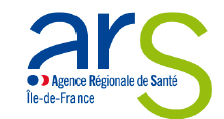 ars
Agence Régionale de Santé
Île-de-France